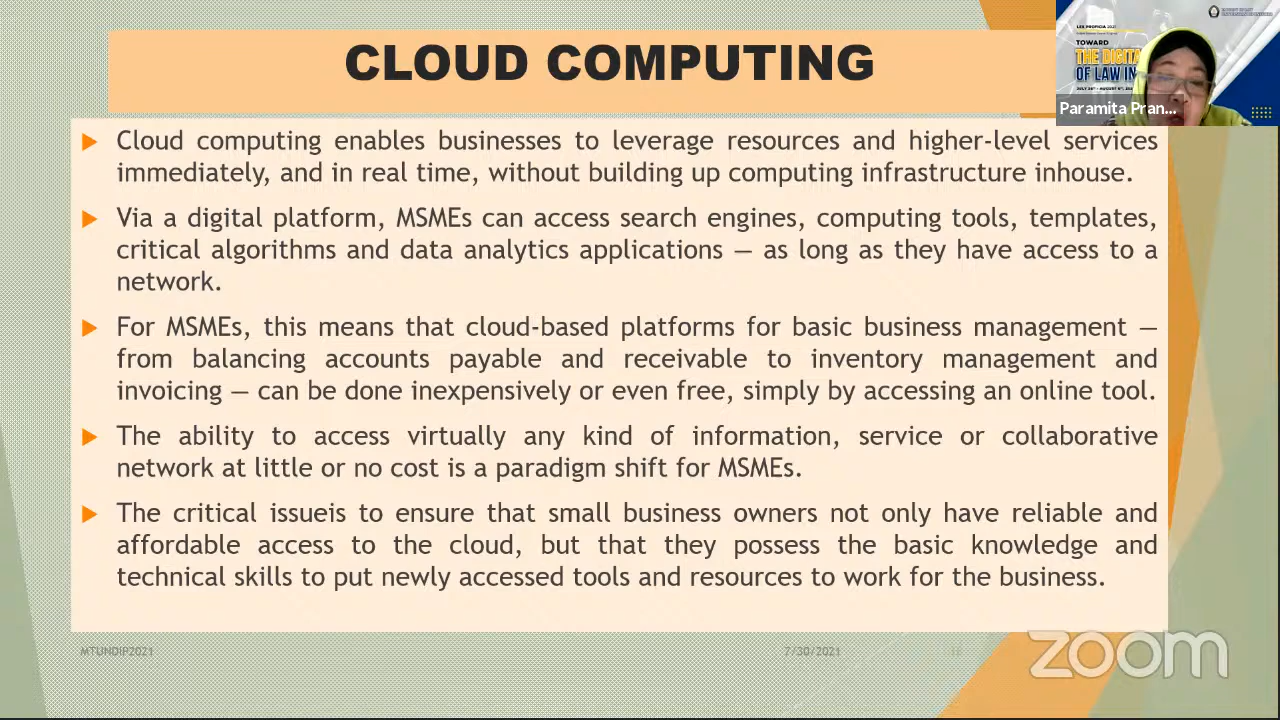 CLOUD COMPUTING
Cloud computing enables businesses to leverage resources and higher-level services
immediately, and in real time, without building up computing infrastructure inhouse.
Via a digital platform, MSMEs can access search engines, computing tools, templates,
critical algorithms and data analytics applications — as long as they have access to a
network.
For MSMEs, this means that cloud-based platforms for basic business management —
from balancing accounts payable and receivable to inventory management and
invoicing — can be done inexpensively or even free, simply by accessing an online tool.
The ability to access virtually any kind of information, service or collaborative
network at little or no cost is a paradigm shift for MSMEs.
The critical issueis to ensure that small business owners not only have reliable and
affordable access to the cloud, but that they possess the basic knowledge and
technical skills to put newly accessed tools and resources to work for the business.
MTUNDIP2021
7/30/2021
zoom
TOWARD
THE DIGITA
OF LAW IN
Paramita Pran...